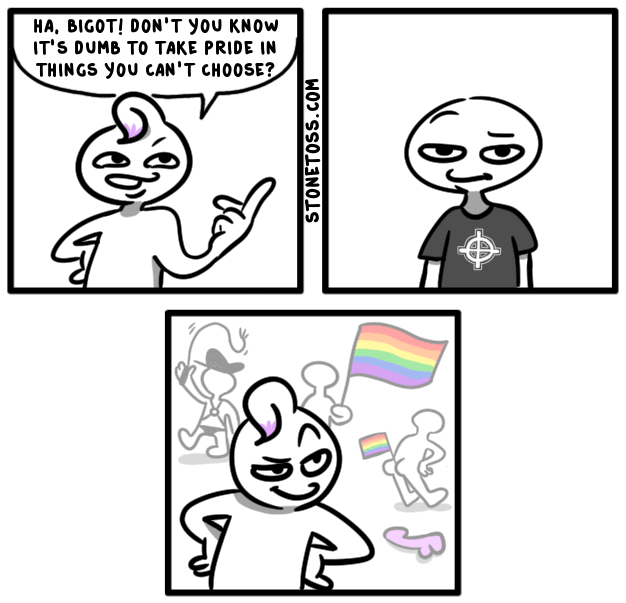 HA, BIGOT! DON'T YOU KNOW
IT'S DUMB TO TAKE PRIDE IN
THINGS YOU CAN'T CHOOSE?
STONETOSS.COM